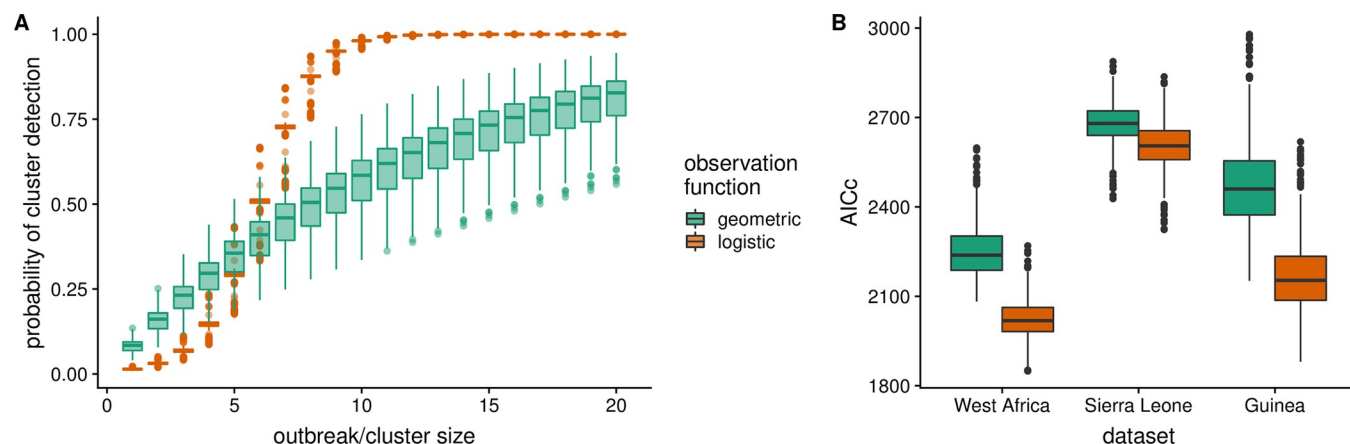 A
probability of cluster detection
1.00
0.75
0.50
0.25
0.00
0 5 10 15 20
outbreak/cluster size
observation
function
geometric
logistic
B
AICc
3000
2700
2400
2100
1800
West Africa Sierra Leone Guinea
dataset